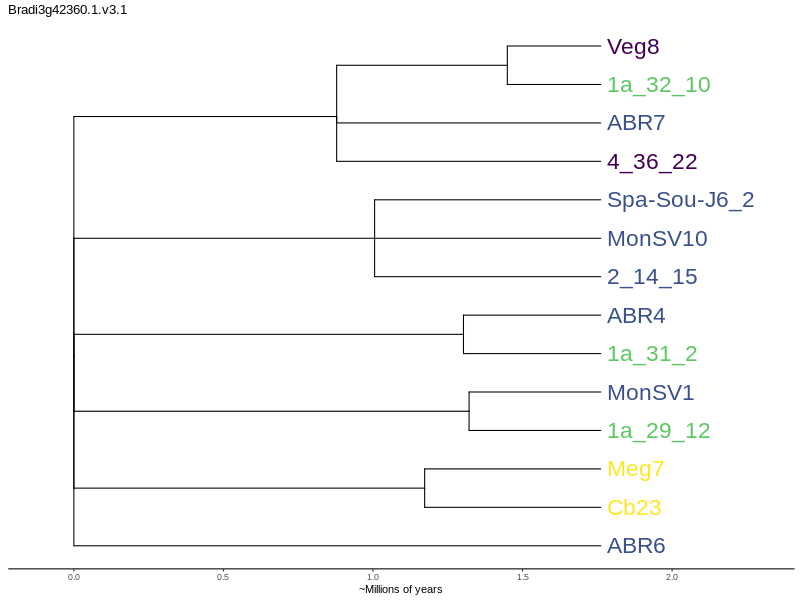 Bradi3g42360.1.v3.1
Veg8
1a_32_10
ABR7
4_36_22
Spa-Sou-J6_2
MonSV10
2_14_15
ABR4
1a_31_2
MonSV1
1a_29_12
Meg7
Cb23
ABR6
0.0 0.5 1.0 1.5 2.0
~Millions of years